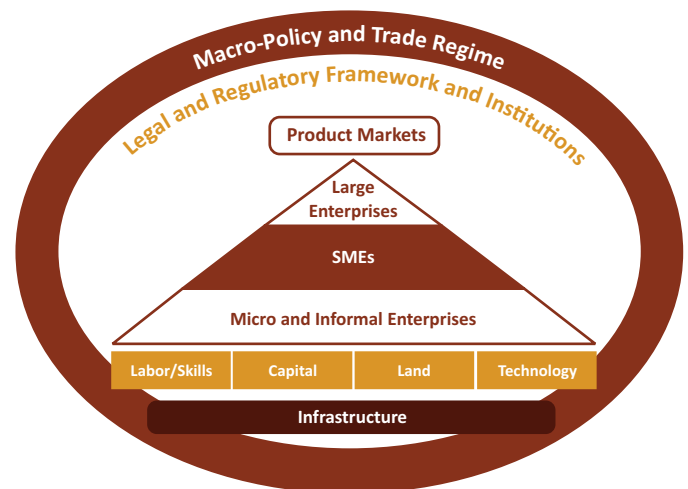 Macro-Policy and Trade Regime
Legal and Regulatory Framework and Institutions
Product Markets
Large
Enterprises
SMEs
Micro and Informal Enterprises
Labor/Skills
Capital
Land
Technology
Infrastructure